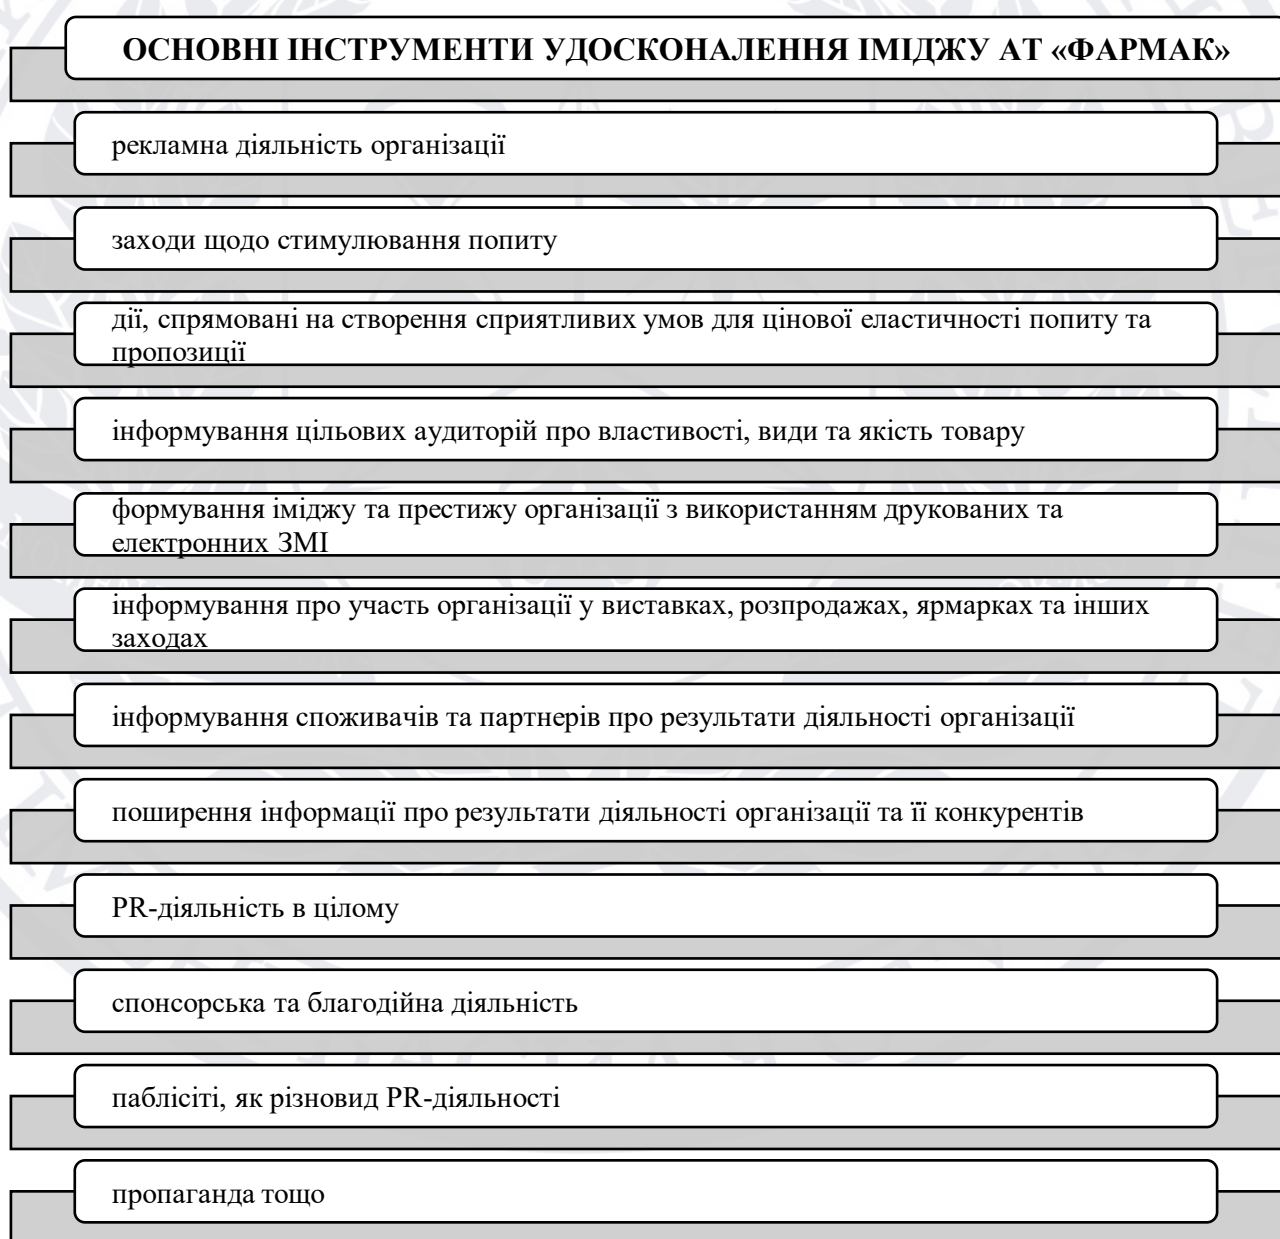 ОСНОВНІ ІНСТРУМЕНТИ УДОСКОНАЛЕННЯ ІМІДЖУ АТ «ФАРМАК»
рекламна діяльність організації
заходи щодо стимулювання попиту
дії, спрямовані на створення сприятливих умов для цінової еластичності попиту та
пропозиції
інформування цільових аудиторій про властивості, види та якість товару
формування іміджу та престижу організації з використанням друкованих та
електронних ЗМІ
інформування про участь організації у виставках, розпродажах, ярмарках та інших
заходах
інформування споживачів та партнерів про результати діяльності організації
поширення інформації про результати діяльності організації та її конкурентів
PR-діяльність в цілому
спонсорська та благодійна діяльність
паблісіті, як різновид PR-діяльності
пропаганда тощо